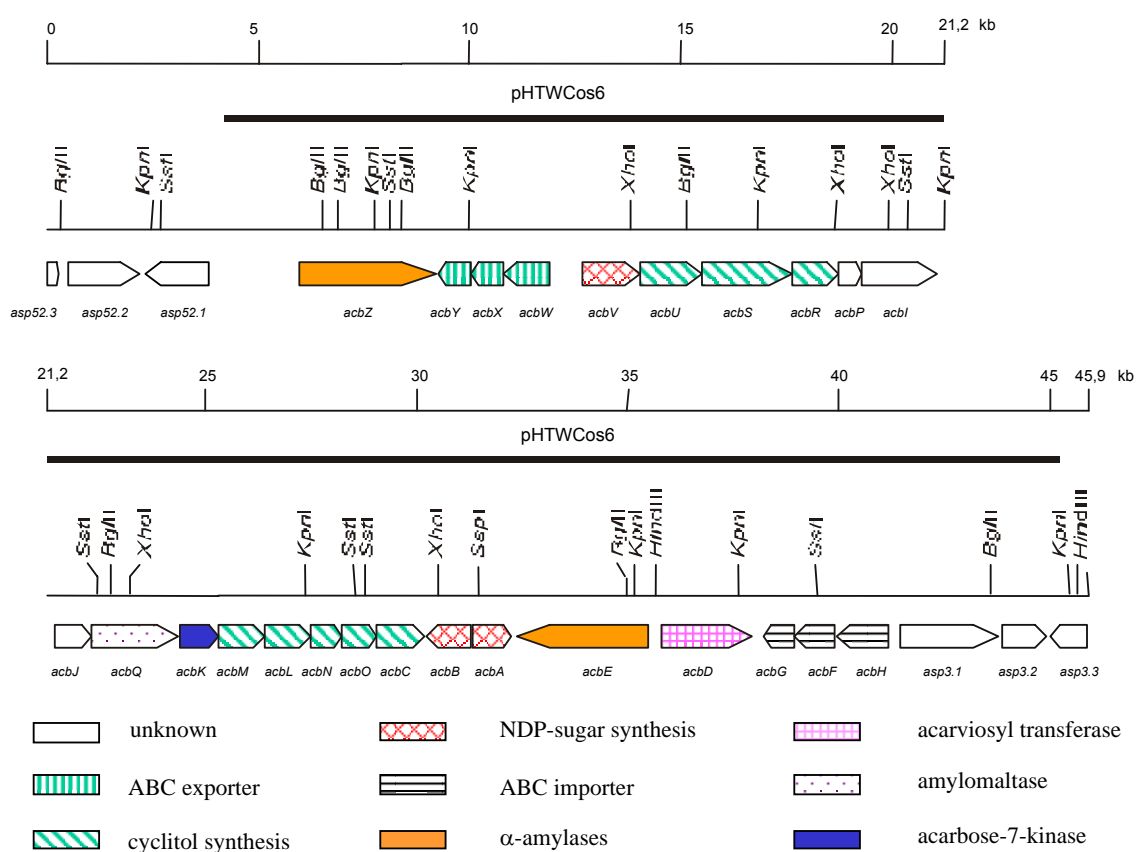 0 5 10 15 20 21,2 kb
pHTWCos6
BglII KpnI SstI BglII BglII KpnI SstI BglII KpnI XhoI BglII KpnI XhoI XhoI SstI KpnI
asp52.3 asp52.2 asp52.1 acbZ acbY acbX acbW acbV acbU acbS acbR acbP acbI
21,2 25 30 35 40 45 45,9 kb
pHTWCos6
SstI BglII XhoI KpnI SstI SstI XhoI SspI BglII KpnI HindIII KpnI SstI BglII KpnI HindIII
acbJ acbQ acbK acbM acbL acbN acbO acbC acbB acbA acbE acbD acbG acbF acbH asp3.1 asp3.2 asp3.3
unknown NDP-sugar synthesis acarviosyl transferase
ABC exporter ABC importer amylomaltase
cyclitol synthesis α-amylases acarbose-7-kinase